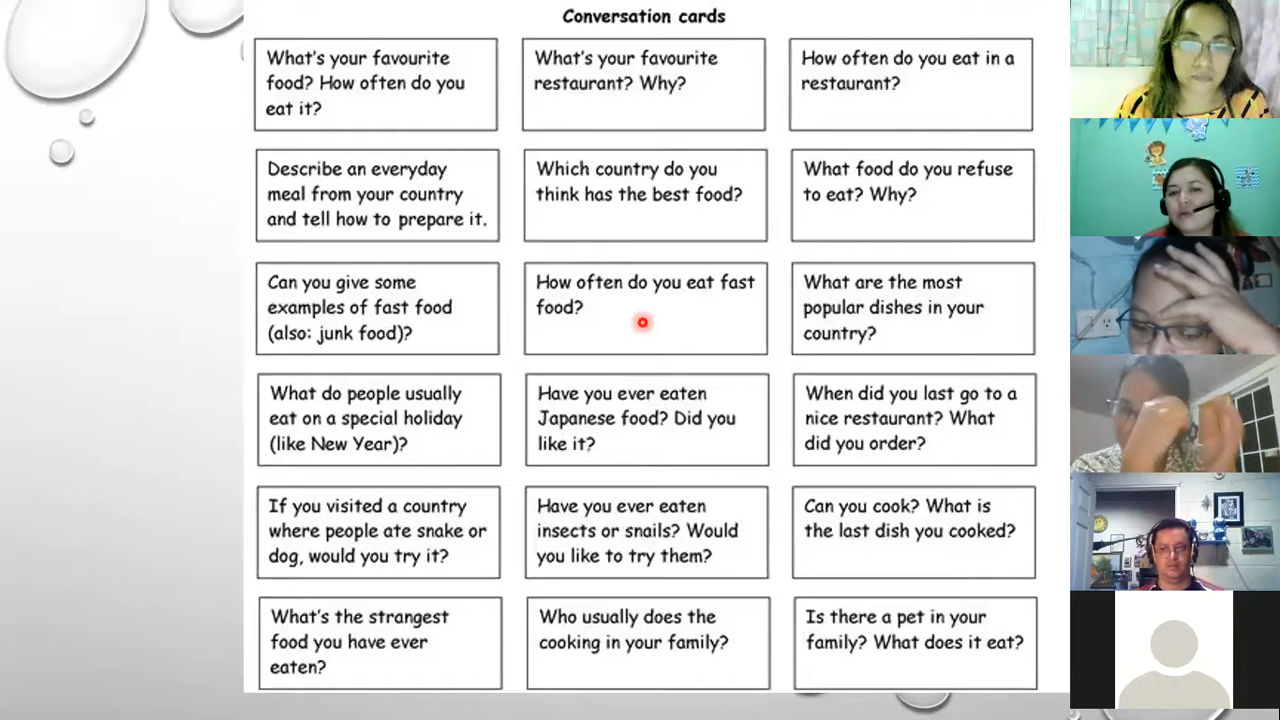 Conversation cards
What's your favourite
food? How often do you
eat it?
What's your favourite
restaurant? Why?
How often do you eat in a
restaurant?
Describe an everyday
meal from your country
and tell how to prepare it.
Which country do you
think has the best food?
What food do you refuse
to eat? Why?
Can you give some
examples of fast food
(also: junk food)?
How often do you eat fast
food?
What are the most
popular dishes in your
country?
What do people usually
eat on a special holiday
(like New Year)?
Have you ever eaten
Japanese food? Did you
like it?
When did you last go to a
nice restaurant? What
did you order?
If you visited a country
where people ate snake or
dog, would you try it?
Have you ever eaten
insects or snails? Would
you like to try them?
Can you cook? What is
the last dish you cooked?
What's the strangest
food you have ever
eaten?
Who usually does the
cooking in your family?
Is there a pet in your
family? What does it eat?